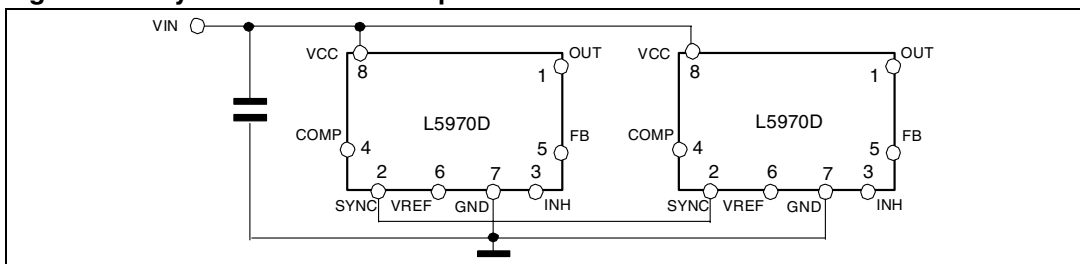 VIN
VCC
8
OUT
1
L5970D
COMP
4
FB
5
2
6
7
3
SYNC
VREF
GND
INH
VCC
8
OUT
1
L5970D
COMP
4
FB
5
2
6
7
3
SYNC
VREF
GND
INH